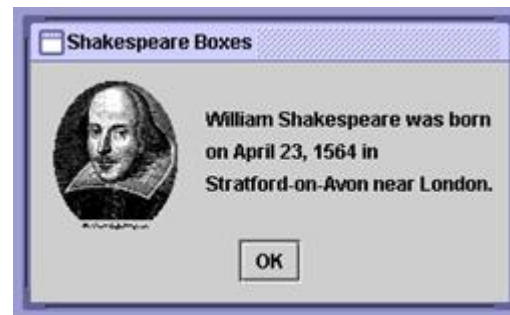 Shakespeare Boxes
William Shakespeare was born
on April 23, 1564 in
Stratford-on-Avon near London.
OK